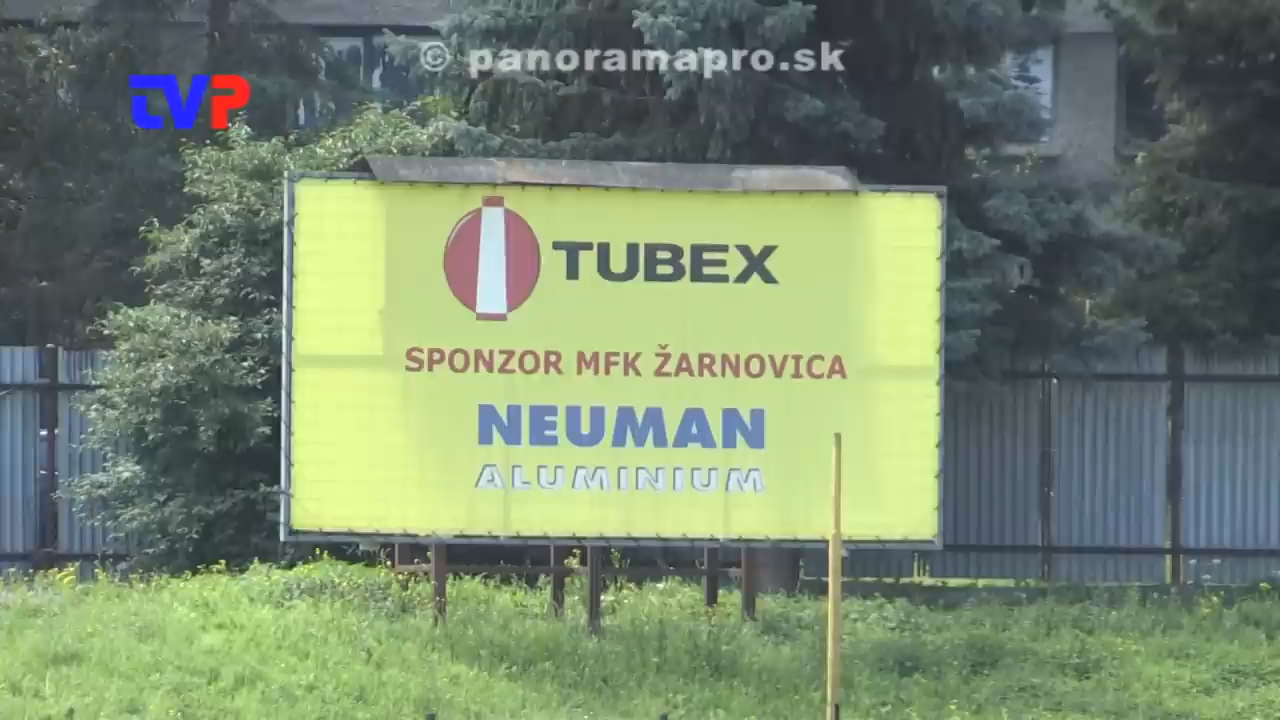 © panoramapro.sk
TVP
TUBEX
SPONZOR MFK ŽARNOVICA
NEUMAN
ALUMINIUM